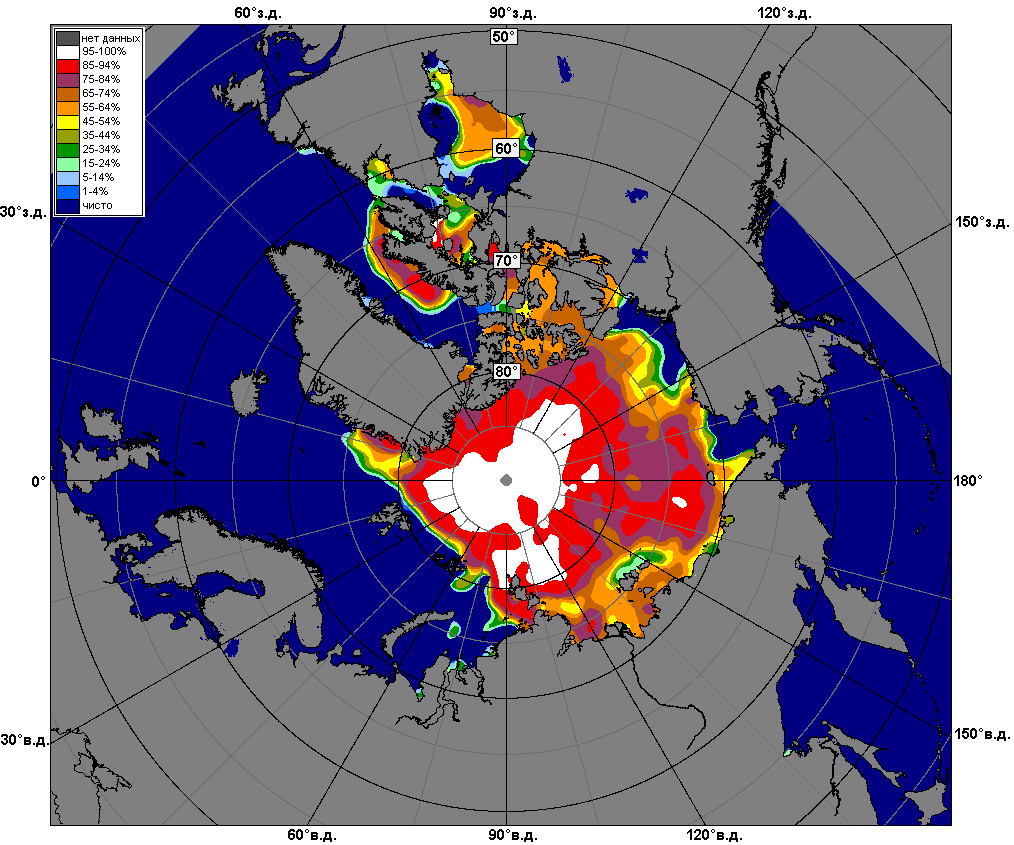 60°з.д. 90°з.д. 120°з.д.
нет данных
95-100%
85-94%
75-84%
65-74%
55-64%
45-54%
35-44%
25-34%
15-24%
5-14%
1-4%
чисто
50°
60°
30°з.д.
150°з.д.
70°
80°
0°
180°
30°в.д.
150°в.д.
60°в.д. 90°в.д. 120°в.д.